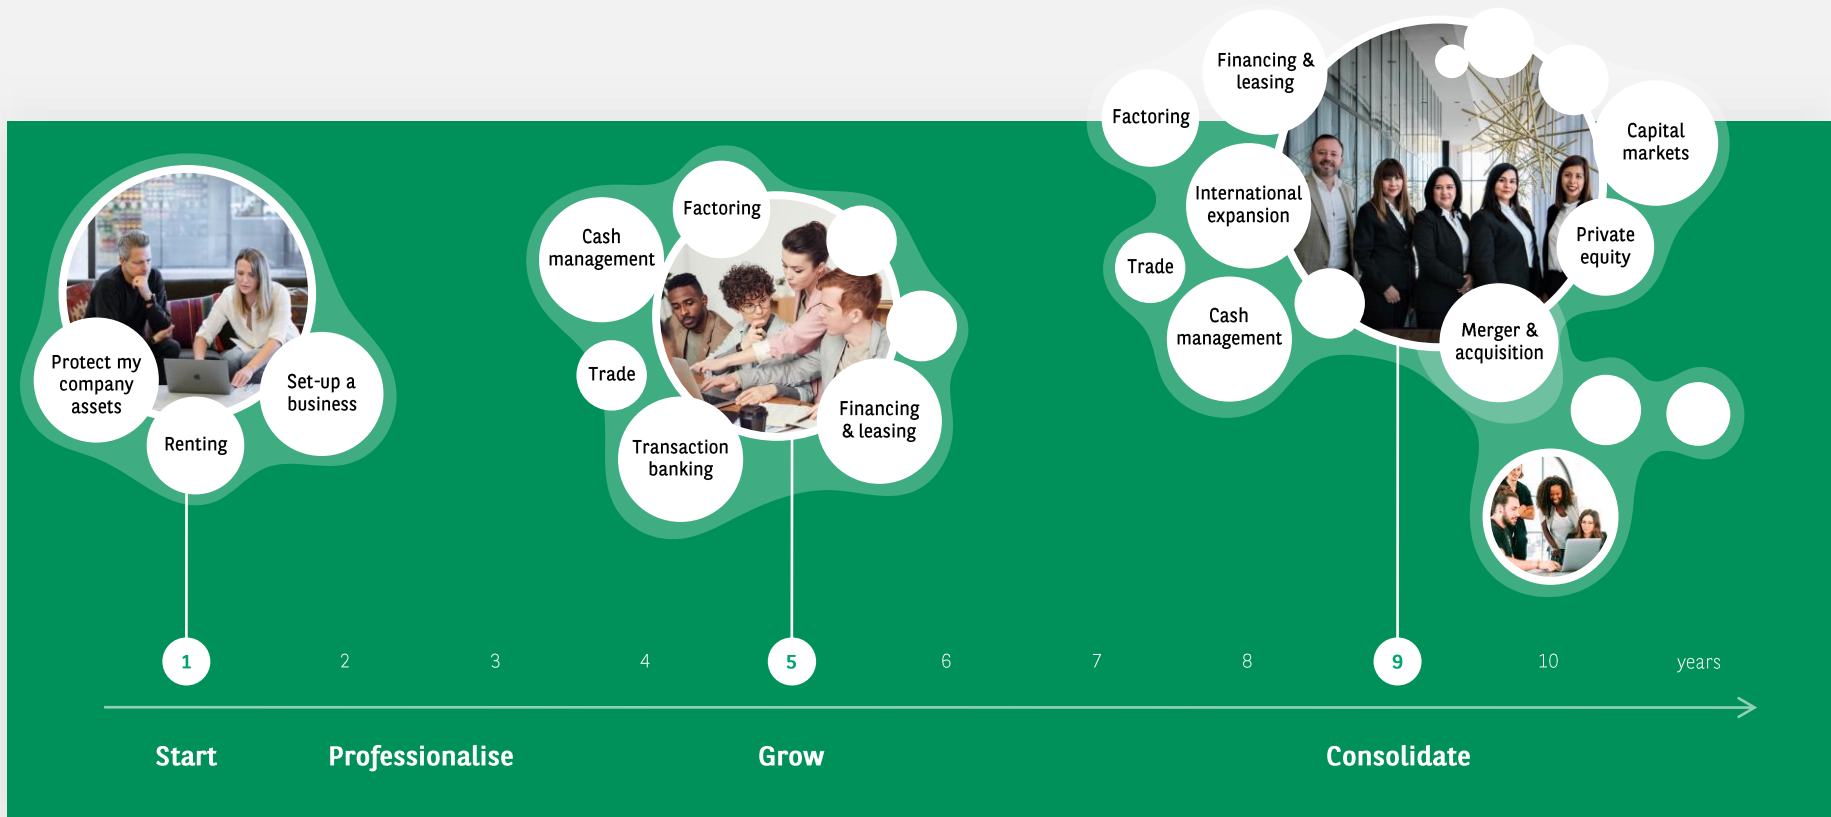 Protect my
company
assets
Renting
Set-up a
business
Cash
management
Factoring
Trade
Transaction
banking
Financing
& leasing
Financing &
leasing
Factoring
International
expansion
Trade
Cash
management
Capital
markets
Private
equity
Merger &
acquisition
1 2 3 4 5 6 7 8 9 10 years
Start Professionalise Grow Consolidate